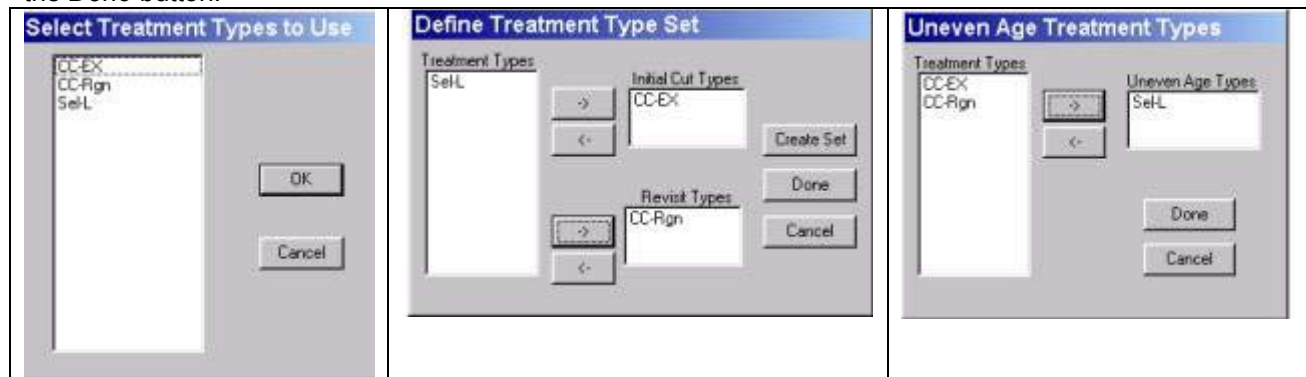 the Done button.
Select Treatment Types to Use
CC-EX
CC-Rgn
Sel-L
OK
Cancel
Define Treatment Type Set
Treatment Types
Sel-L
->
<-
Initial Cut Types
CC-EX
Create Set
Done
Cancel
Revisit Types
->
<-
CC-Rgn
Uneven Age Treatment Types
Treatment Types
CC-EX
CC-Rgn
->
<-
Uneven Age Types
Sel-L
Done
Cancel